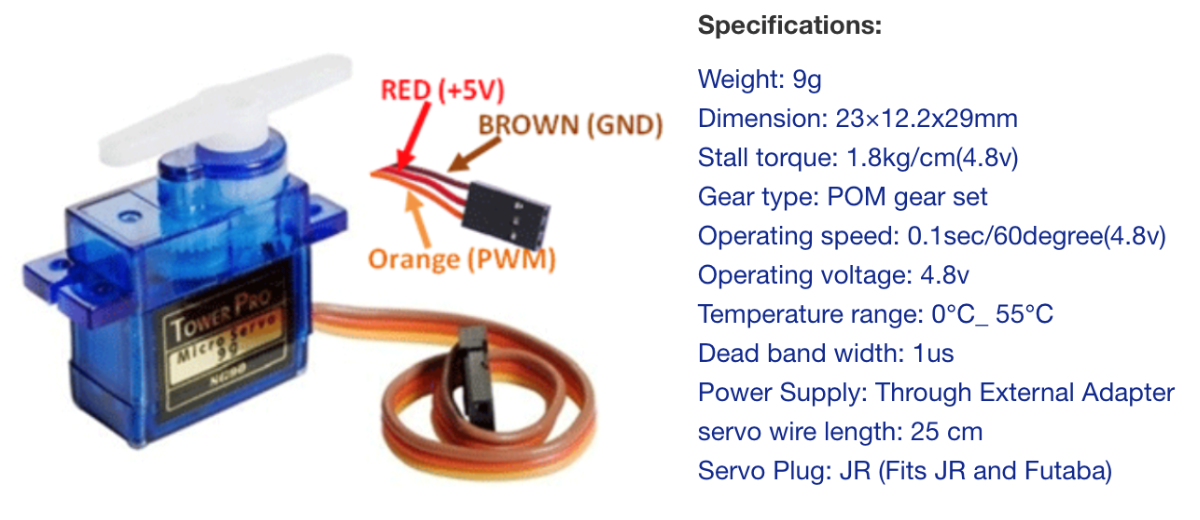 Specifications:
RED (+5V)
Weight: 9g
BROWN (GND)
Dimension: 23×12.2x29mm
Stall torque: 1.8kg/cm(4.8v)
Gear type: POM gear set
Operating speed: 0.1sec/60degree(4.8v)
Orange (PWM)
Operating voltage: 4.8v
Temperature range: 0°C_ 55°C
TOWER PRO
Micro Servo
9g
SG90
Dead band width: 1us
Power Supply: Through External Adapter
servo wire length: 25 cm
Servo Plug: JR (Fits JR and Futaba)